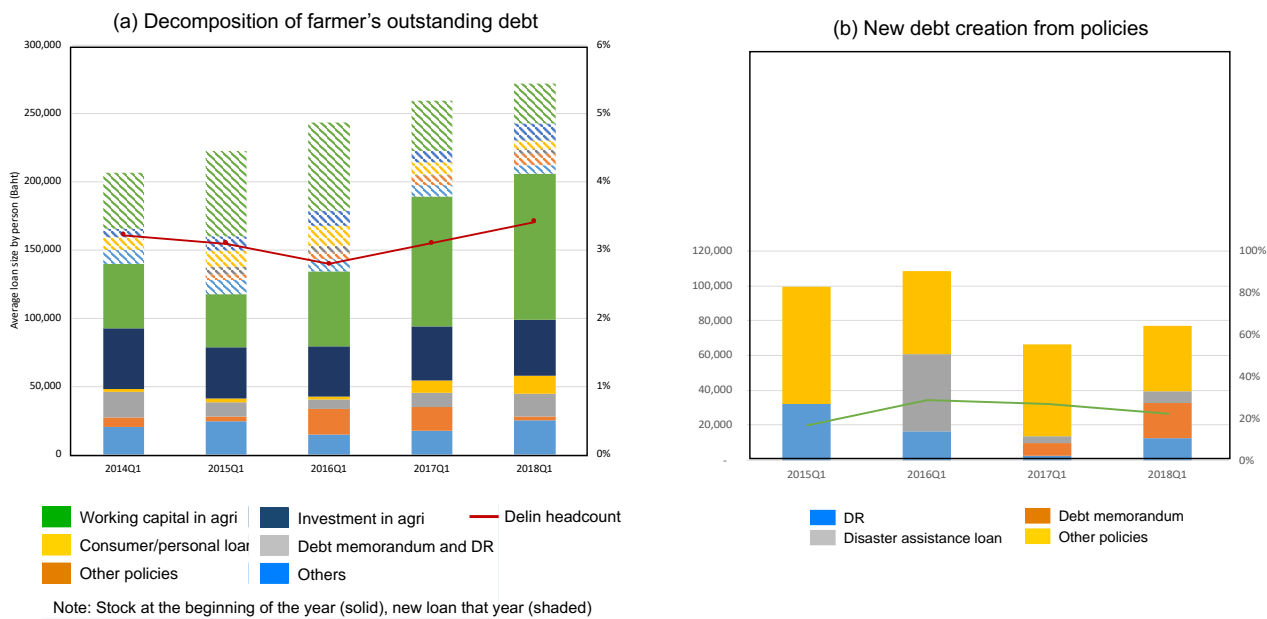 (a) Decomposition of farmer's outstanding debt
300,000
250,000
200,000
150,000
100,000
50,000
0
Average loan size by person (Baht)
6%
5%
4%
3%
2%
1%
0%
2014Q1 2015Q1 2016Q1 2017Q1 2018Q1
Working capital in agri Investment in agri Delin headcount
Consumer/personal loan Debt memorandum and DR
Other policies Others
Note: Stock at the beginning of the year (solid), new loan that year (shaded)
(b) New debt creation from policies
120,000
100,000
80,000
60,000
40,000
20,000
-
100%
80%
60%
40%
20%
0%
2015Q1 2016Q1 2017Q1 2018Q1
DR Debt memorandum
Disaster assistance loan Other policies